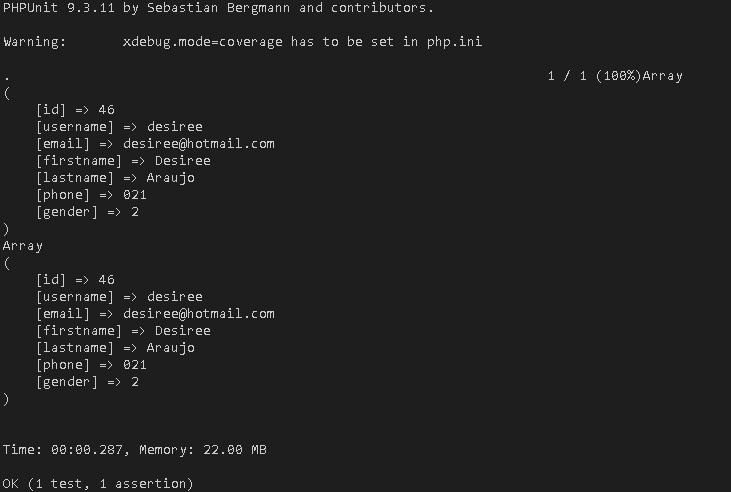 PHPUnit 9.3.11 by Sebastian Bergmann and contributors.
Warning:       xdebug.mode=coverage has to be set in php.ini
.                                                                   1 / 1 (100%)Array
(
    [id] => 46
    [username] => desiree
    [email] => desiree@hotmail.com
    [firstname] => Desiree
    [lastname] => Araujo
    [phone] => 021
    [gender] => 2
)
Array
(
    [id] => 46
    [username] => desiree
    [email] => desiree@hotmail.com
    [firstname] => Desiree
    [lastname] => Araujo
    [phone] => 021
    [gender] => 2
)
Time: 00:00.287, Memory: 22.00 MB
OK (1 test, 1 assertion)